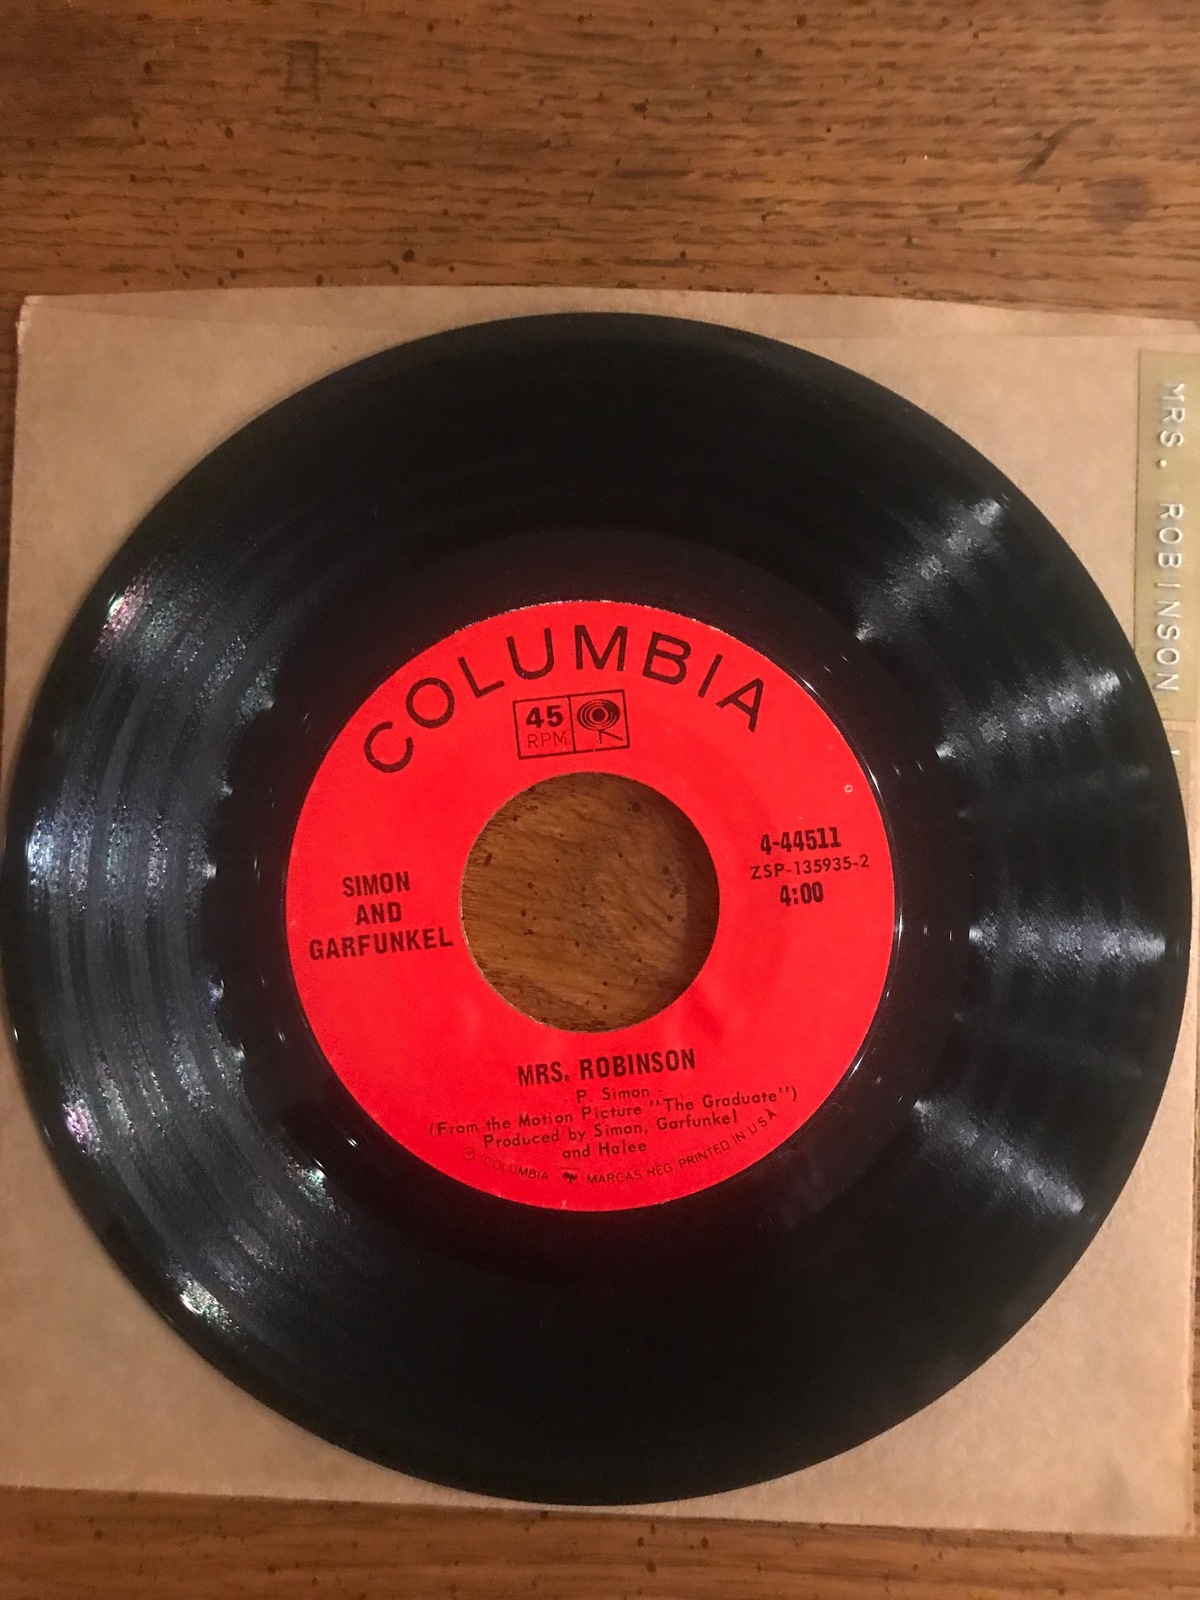 COLUMBIA
45
RPM
SIMON
AND
GARFUNKEL
4-44511
ZSP-135935-2
4:00
MRS. ROBINSON
- P. Simon -
(From the Motion Picture "The Graduate")
Produced by Simon, Garfunkel
and Halee
Ⓟ "COLUMBIA" MARCAS REG. PRINTED IN U S A
MRS. ROBINSON